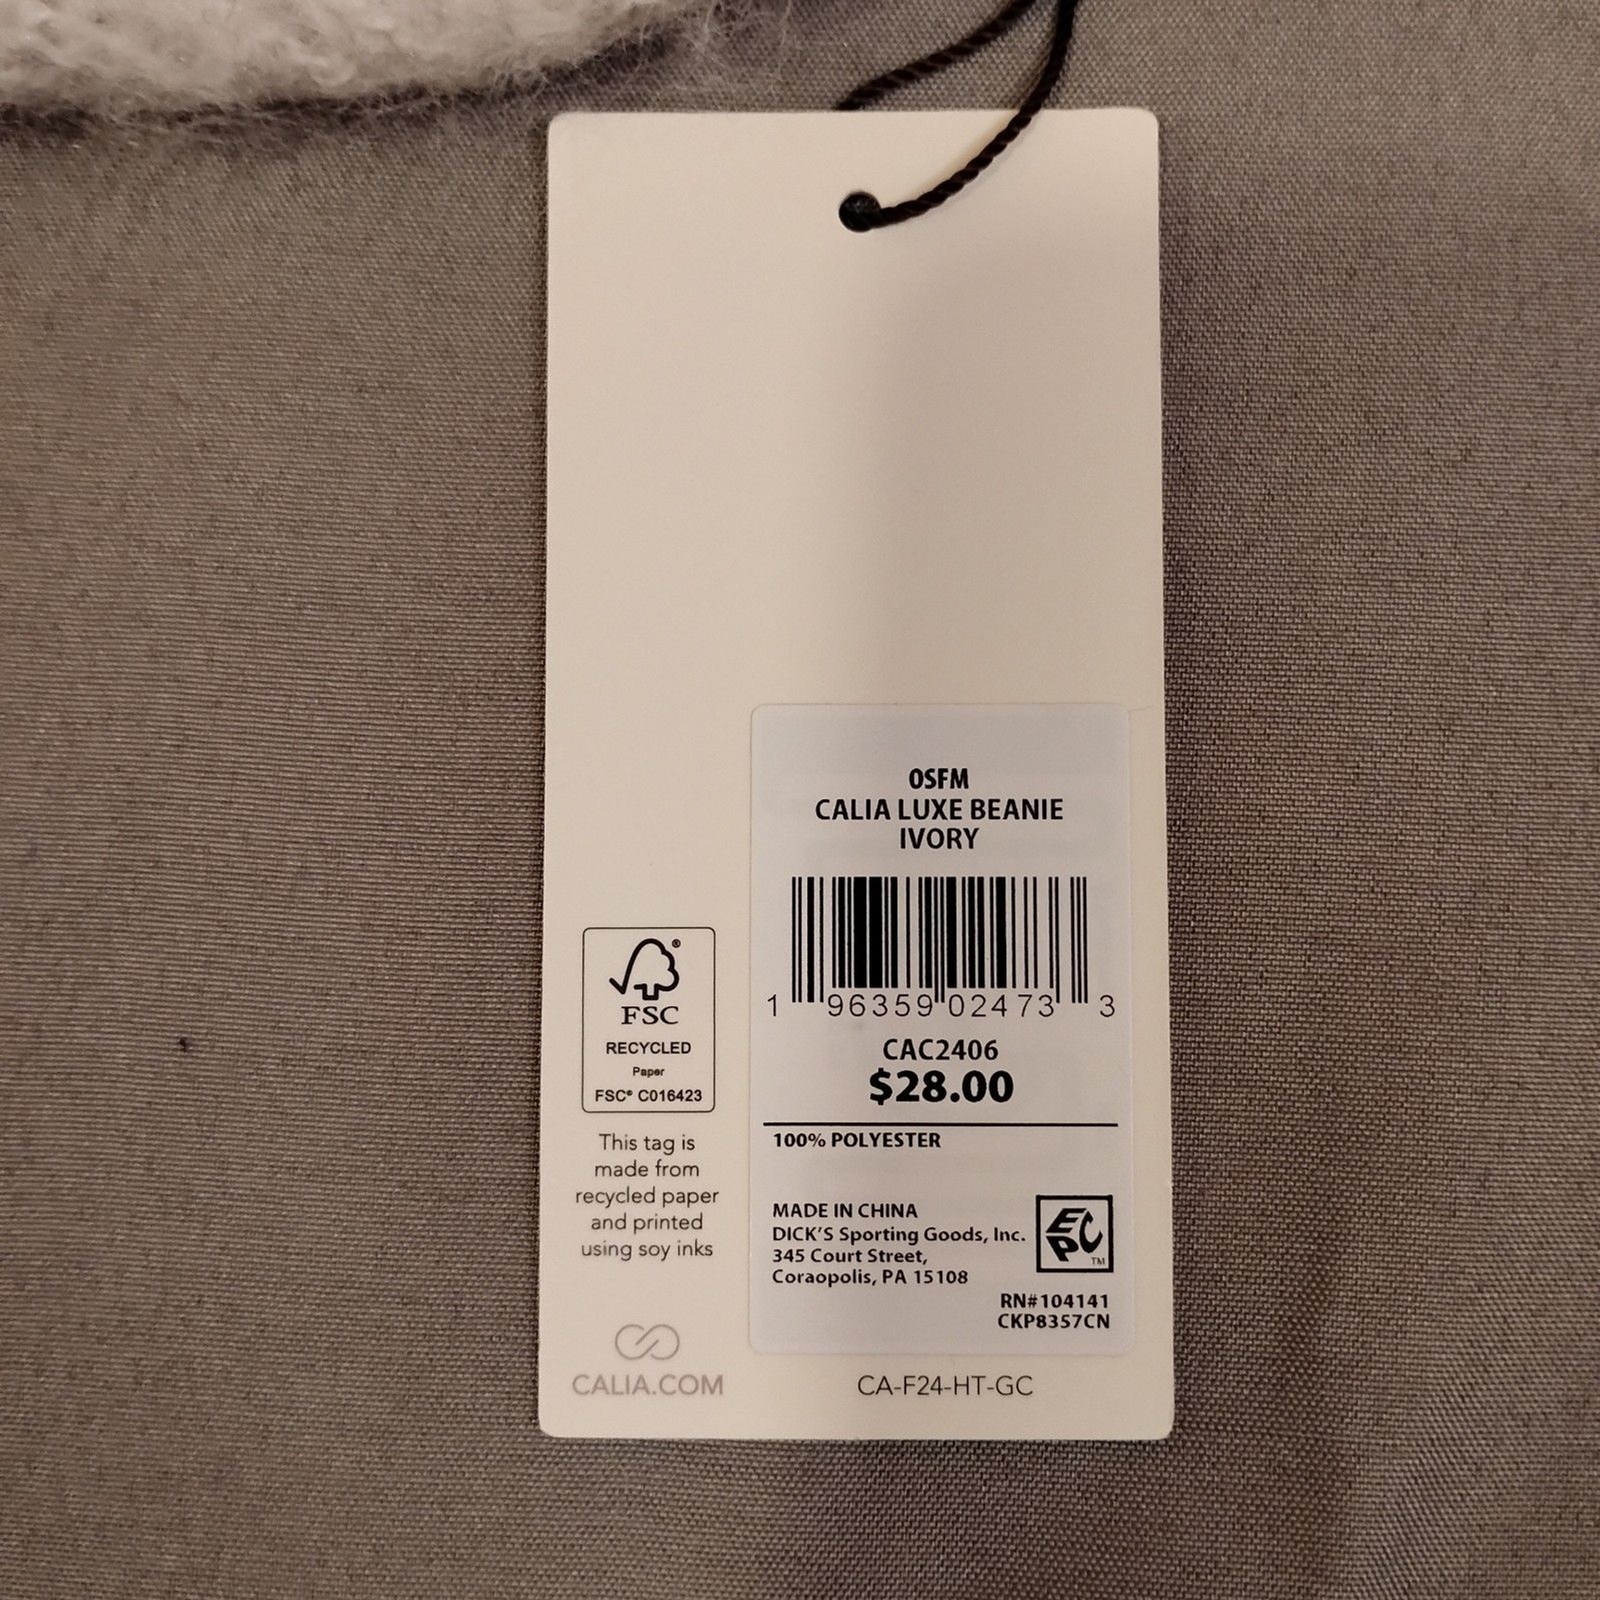 OSFM
CALIA LUXE BEANIE
IVORY
1 96359 02473 3
CAC2406
$28.00
100% POLYESTER
MADE IN CHINA
DICK'S Sporting Goods, Inc.
345 Court Street,
Coraopolis, PA 15108
EPC™
RN#104141
CKP8357CN
®
FSC
RECYCLED
Paper
FSC® C016423
This tag is
made from
recycled paper
and printed
using soy inks
CALIA.COM
CA-F24-HT-GC